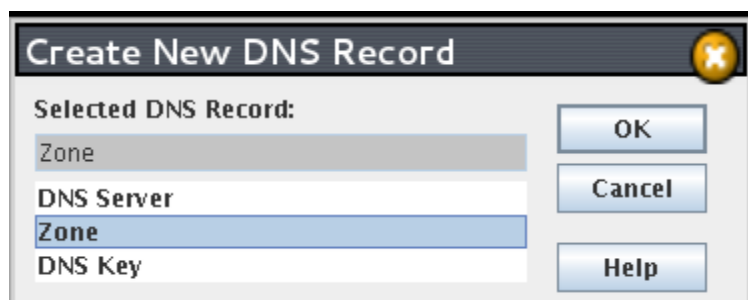 Create New DNS Record
Selected DNS Record:
OK
Zone
DNS Server
Cancel
Zone
DNS Key
Help